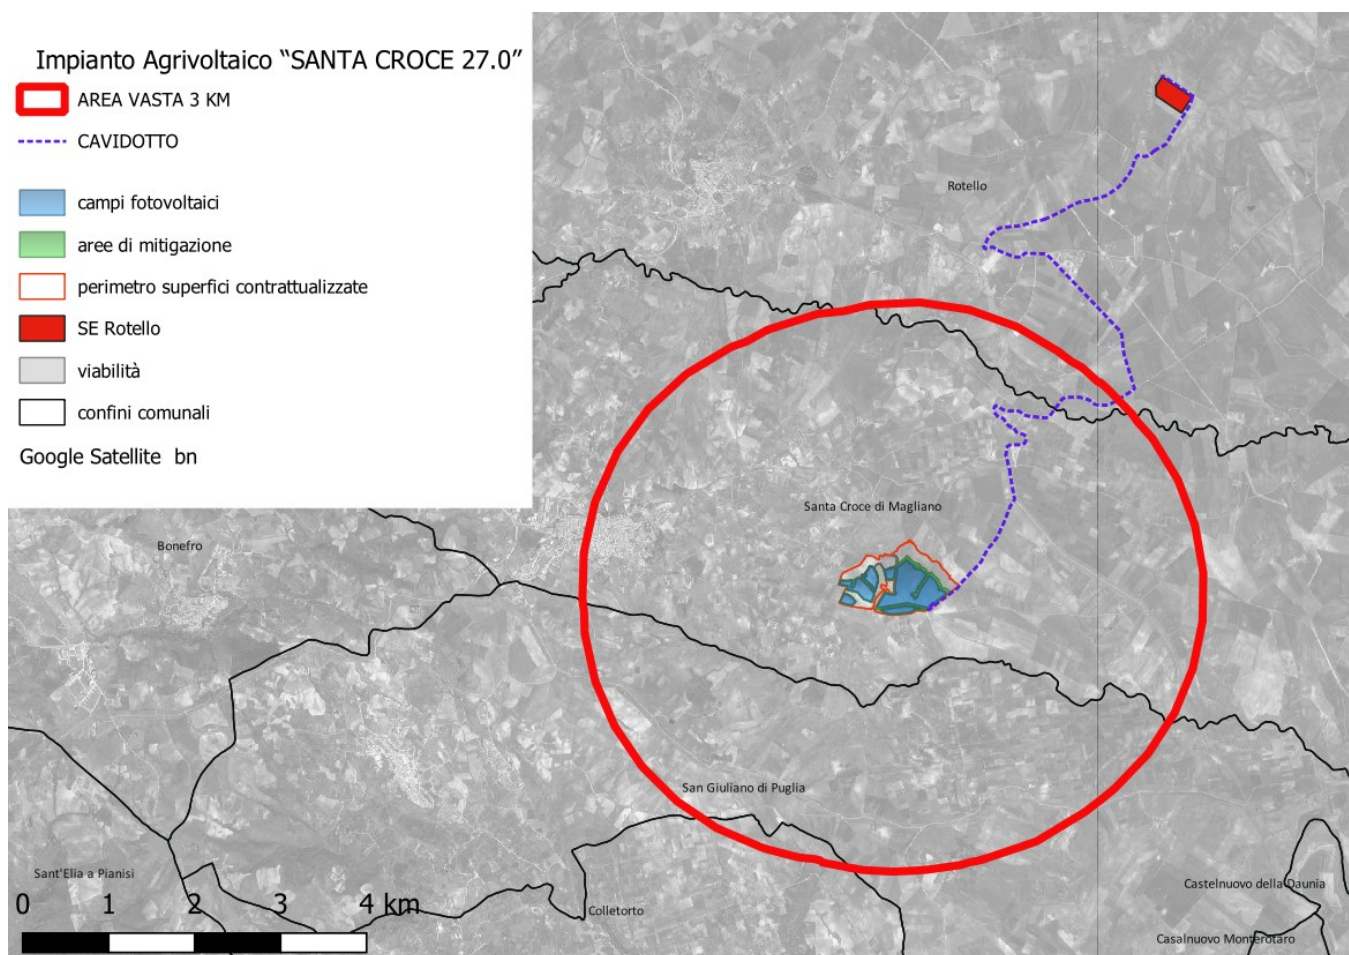 Impianto Agrivoltaico “SANTA CROCE 27.0”
AREA VASTA 3 KM
CAVIDOTTO
campi fotovoltaici
aree di mitigazione
perimetro superfici contrattualizzate
SE Rotello
viabilità
confini comunali
Google Satellite bn
Rotello
Santa Croce di Magliano
Bonefro
San Giuliano di Puglia
Sant'Elia a Pianisi
Castelnuovo della Daunia
Colletorto
Casalnuovo Monterotaro
0 1 2 3 4 km